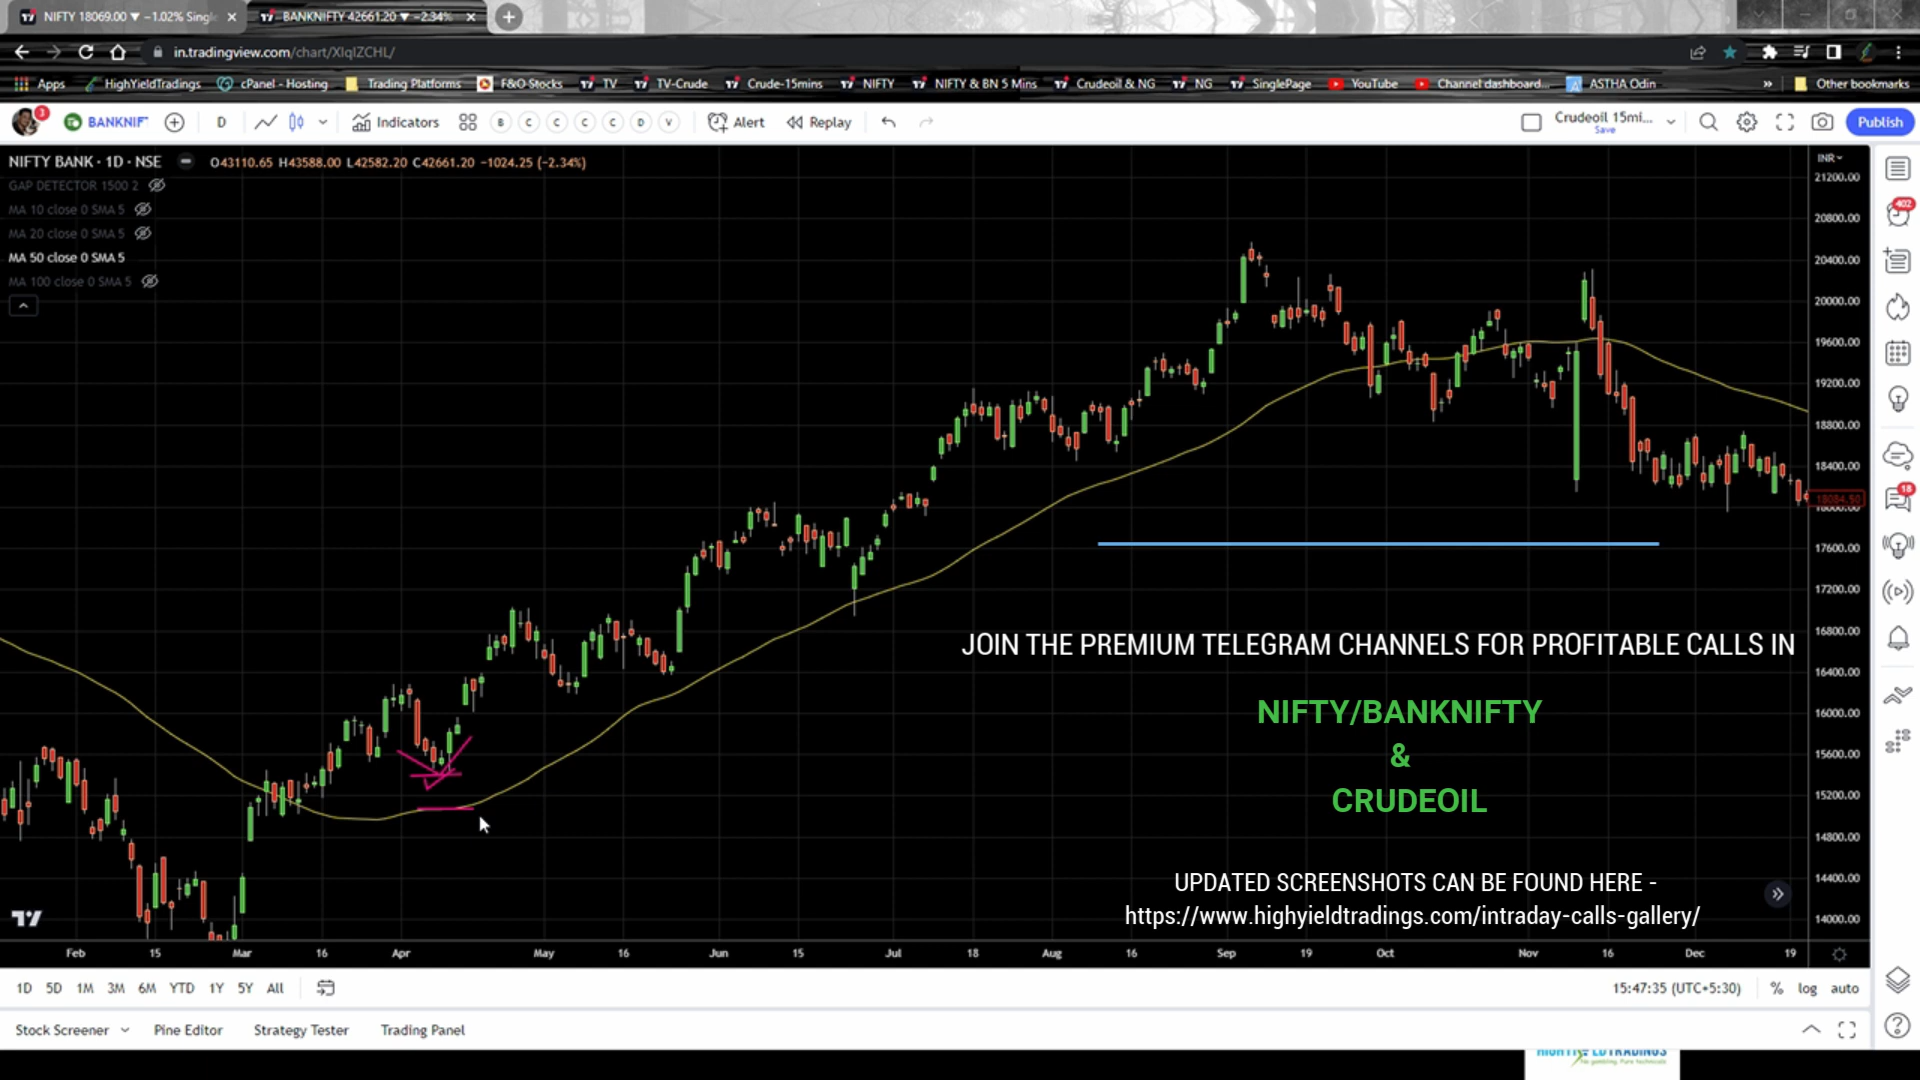 NIFTY 18069.00 ▼ −1.02% Singl
BANKNIFTY 42661.20 ▼ −2.34%
in.tradingview.com/chart/XIqIZCHL/
Apps HighYieldTradings cPanel - Hosting Trading Platforms F&O Stocks TV TV-Crude Crude-15mins NIFTY NIFTY & BN 5 Mins Crudeoil & NG NG SinglePage YouTube Channel dashboard... ASTHA Odin » Other bookmarks
3 BANKNIF D Indicators B C C C C D V Alert Replay Crudeoil 15mi... Publish
Save
NIFTY BANK · 1D · NSE O43110.65 H43588.00 L42582.20 C42661.20 −1024.25 (−2.34%)
GAP DETECTOR 1500 2
MA 10 close 0 SMA 5
MA 20 close 0 SMA 5
MA 50 close 0 SMA 5
MA 100 close 0 SMA 5
INR
21200.00
20800.00
20400.00
20000.00
19600.00
19200.00
18800.00
18400.00
18084.50
18000.00
17600.00
17200.00
16800.00
16400.00
16000.00
15600.00
15200.00
14800.00
14400.00
14000.00
402
18
JOIN THE PREMIUM TELEGRAM CHANNELS FOR PROFITABLE CALLS IN
NIFTY/BANKNIFTY
&
CRUDEOIL
UPDATED SCREENSHOTS CAN BE FOUND HERE -
https://www.highyieldtradings.com/intraday-calls-gallery/
Feb 15 Mar 16 Apr May 16 Jun 15 Jul 18 Aug 16 Sep 19 Oct Nov 16 Dec 19
1D 5D 1M 3M 6M YTD 1Y 5Y All 15:47:35 (UTC+5:30) % log auto
Stock Screener Pine Editor Strategy Tester Trading Panel